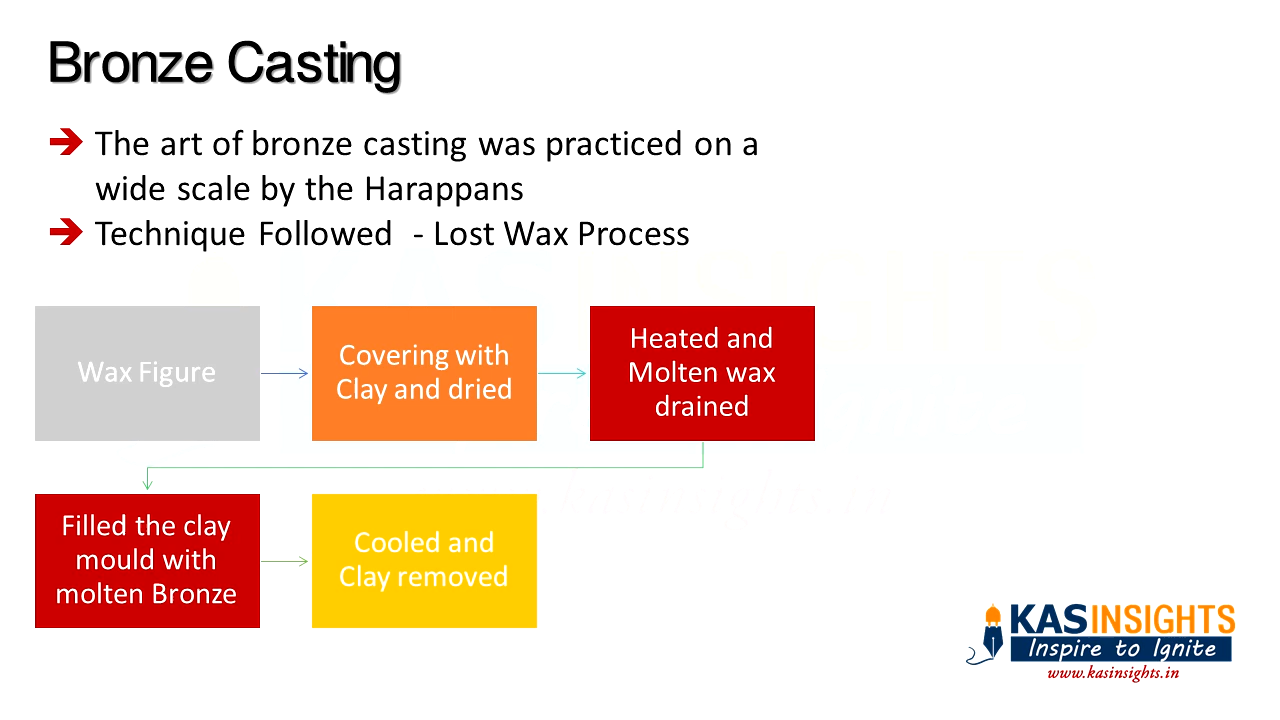 Bronze Casting
➔ The art of bronze casting was practiced on a
wide scale by the Harappans
➔ Technique Followed - Lost Wax Process
Wax Figure
Covering with
Clay and dried
Heated and
Molten wax
drained
Filled the clay
mould with
molten Bronze
Cooled and
Clay removed
KASINSIGHTS
Inspire to Ignite
www.kasinsights.in